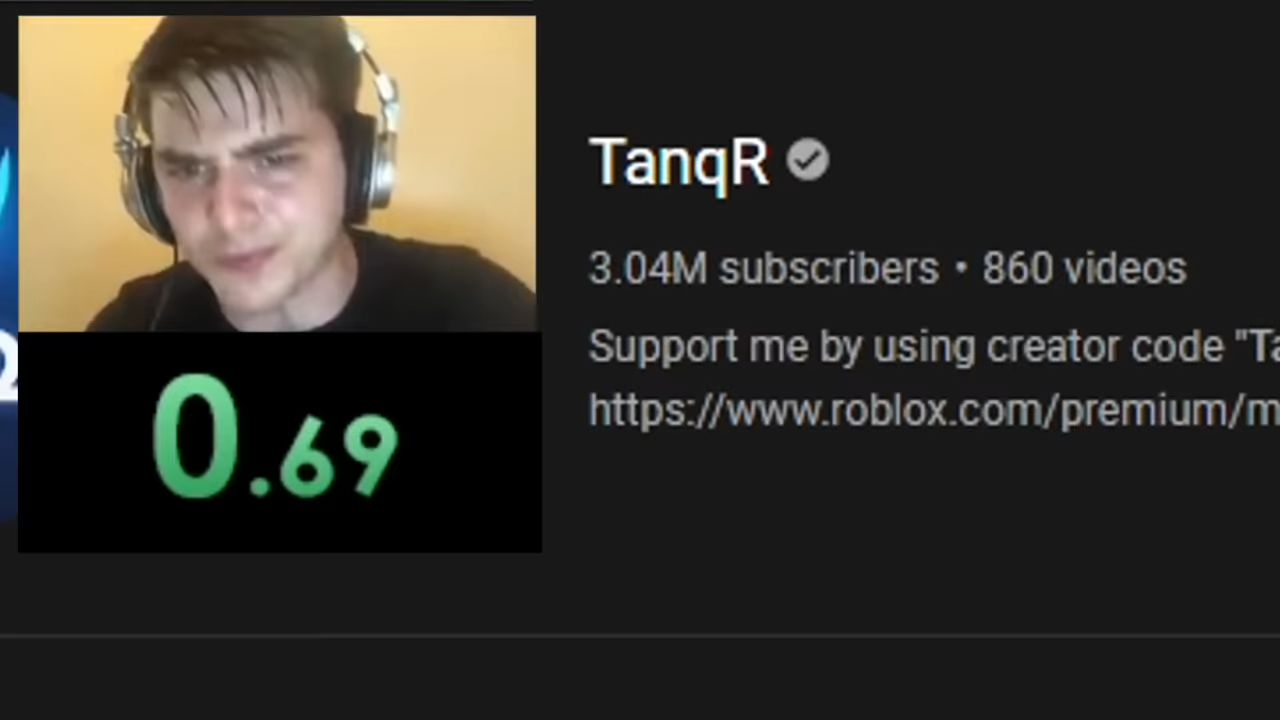 TanqR
3.04M subscribers • 860 videos
Support me by using creator code "Ta
https://www.roblox.com/premium/m
0.69